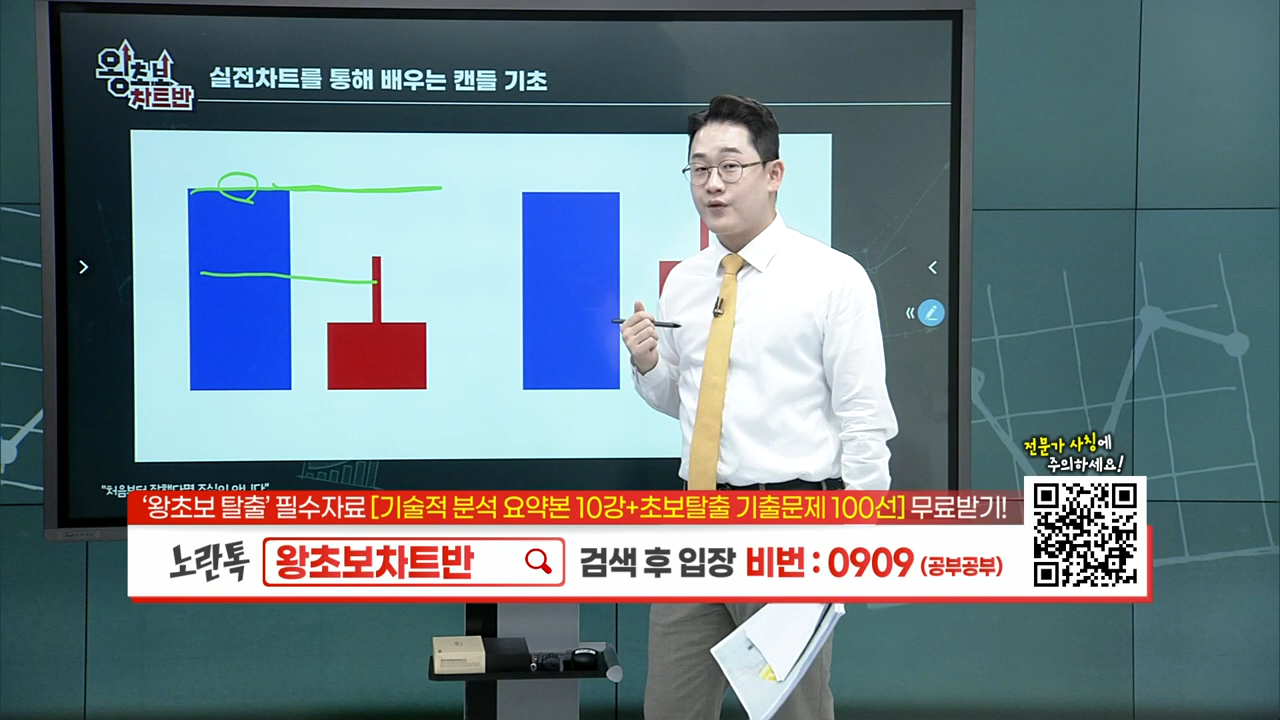 왕초보
차트반
실전차트를 통해 배우는 캔들 기초
전문가 사칭에
주의하세요!
'왕초보 탈출' 필수자료 [기술적 분석 요약본 10강+초보탈출 기출문제 100선] 무료받기!
노란톡 왕초보차트반 검색 후 입장 비번 : 0909 (공부공부)